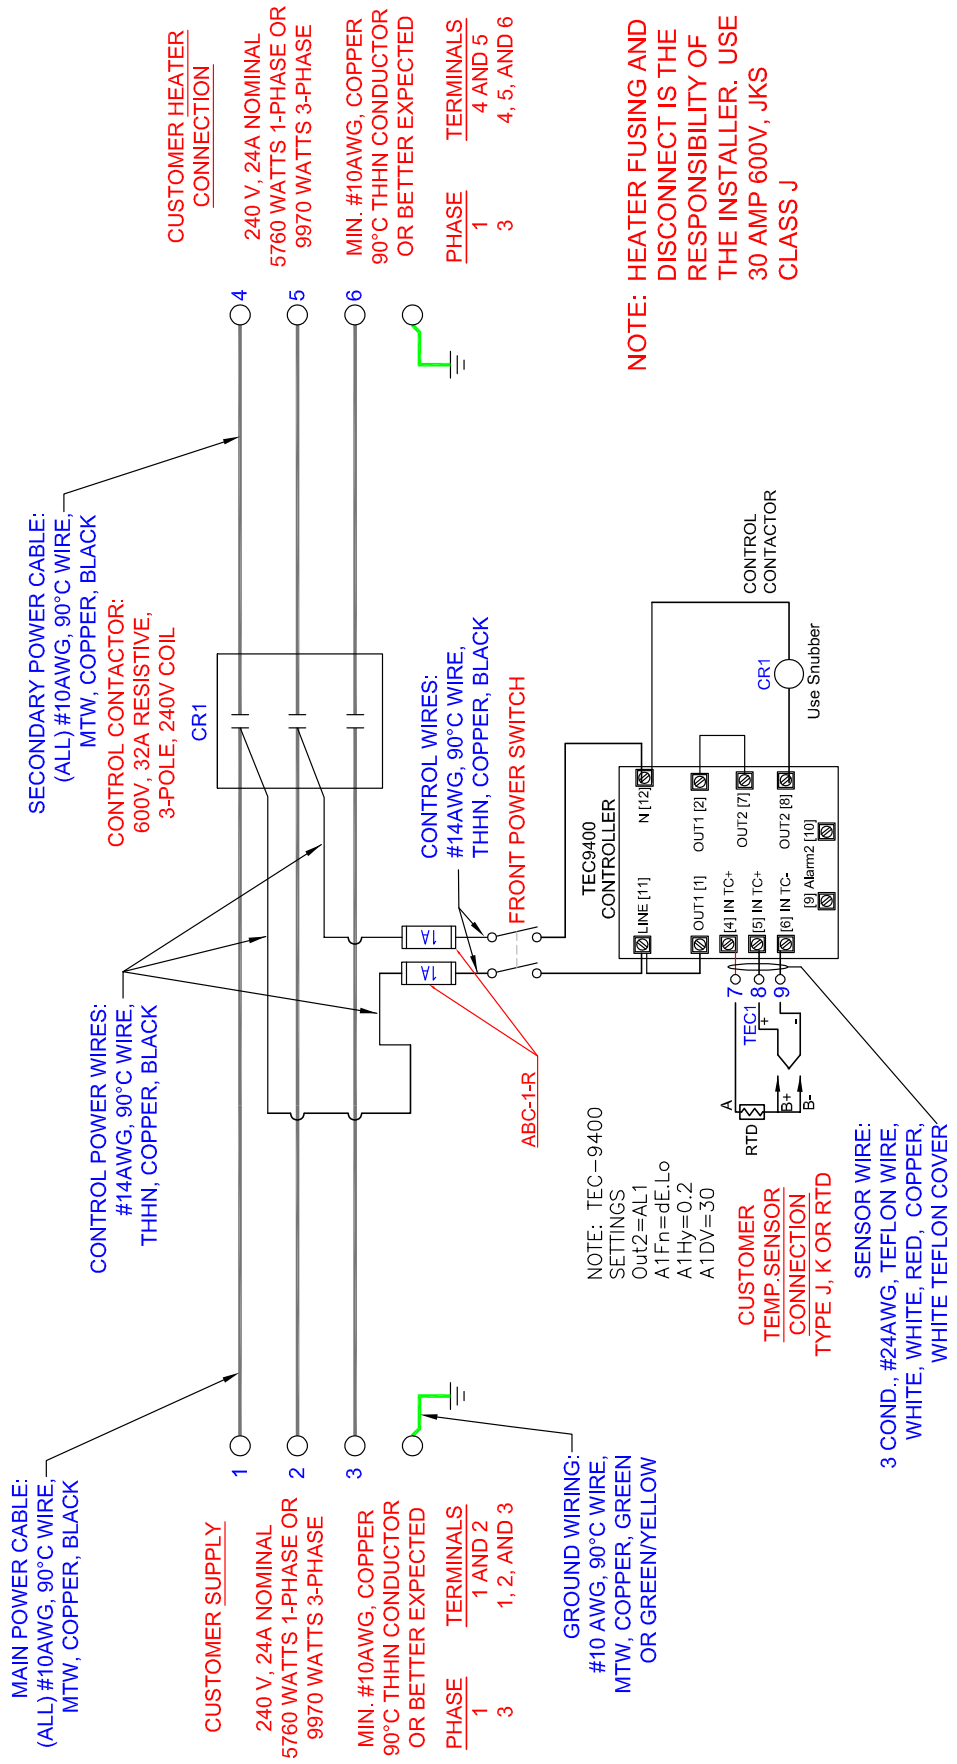 MAIN POWER CABLE:
(ALL) #10AWG, 90°C WIRE,
MTW, COPPER, BLACK
CONTROL POWER WIRES:
#14AWG, 90°C WIRE,
THHN, COPPER, BLACK
SECONDARY POWER CABLE:
(ALL) #10AWG, 90°C WIRE,
MTW, COPPER, BLACK
CONTROL CONTACTOR:
600V, 32A RESISTIVE,
3-POLE, 240V COIL
CR1
CUSTOMER HEATER
CONNECTION
240 V, 24A NOMINAL
5760 WATTS 1-PHASE OR
9970 WATTS 3-PHASE
MIN. #10AWG, COPPER
90°C THHN CONDUCTOR
OR BETTER EXPECTED
PHASE TERMINALS
1 4 AND 5
3 4, 5, AND 6
4
5
6
1
2
3
CUSTOMER SUPPLY
240 V, 24A NOMINAL
5760 WATTS 1-PHASE OR
9970 WATTS 3-PHASE
MIN. #10AWG, COPPER
90°C THHN CONDUCTOR
OR BETTER EXPECTED
PHASE TERMINALS
1 1 AND 2
3 1, 2, AND 3
GROUND WIRING:
#10 AWG, 90°C WIRE,
MTW, COPPER, GREEN
OR GREEN/YELLOW
CONTROL WIRES:
#14AWG, 90°C WIRE,
THHN, COPPER, BLACK
1A
1A
FRONT POWER SWITCH
ABC-1-R
NOTE: HEATER FUSING AND
DISCONNECT IS THE
RESPONSIBILITY OF
THE INSTALLER. USE
30 AMP 600V, JKS
CLASS J
TEC9400
CONTROLLER
LINE [11]
N [12]
OUT1 [1]
OUT1 [2]
[4] IN TC+
OUT2 [7]
[5] IN TC+
[6] IN TC-
OUT2 [8]
[9] Alarm2 [10]
CONTROL
CONTACTOR
CR1
Use Snubber
NOTE: TEC-9400
SETTINGS
Out2=AL1
A1Fn=dE.Lo
A1Hy=0.2
A1DV=30
7
8
9
TEC1
+
-
A
RTD
B+
B-
CUSTOMER
TEMP.SENSOR
CONNECTION
TYPE J, K OR RTD
SENSOR WIRE:
3 COND., #24AWG, TEFLON WIRE,
WHITE, WHITE, RED, COPPER,
WHITE TEFLON COVER